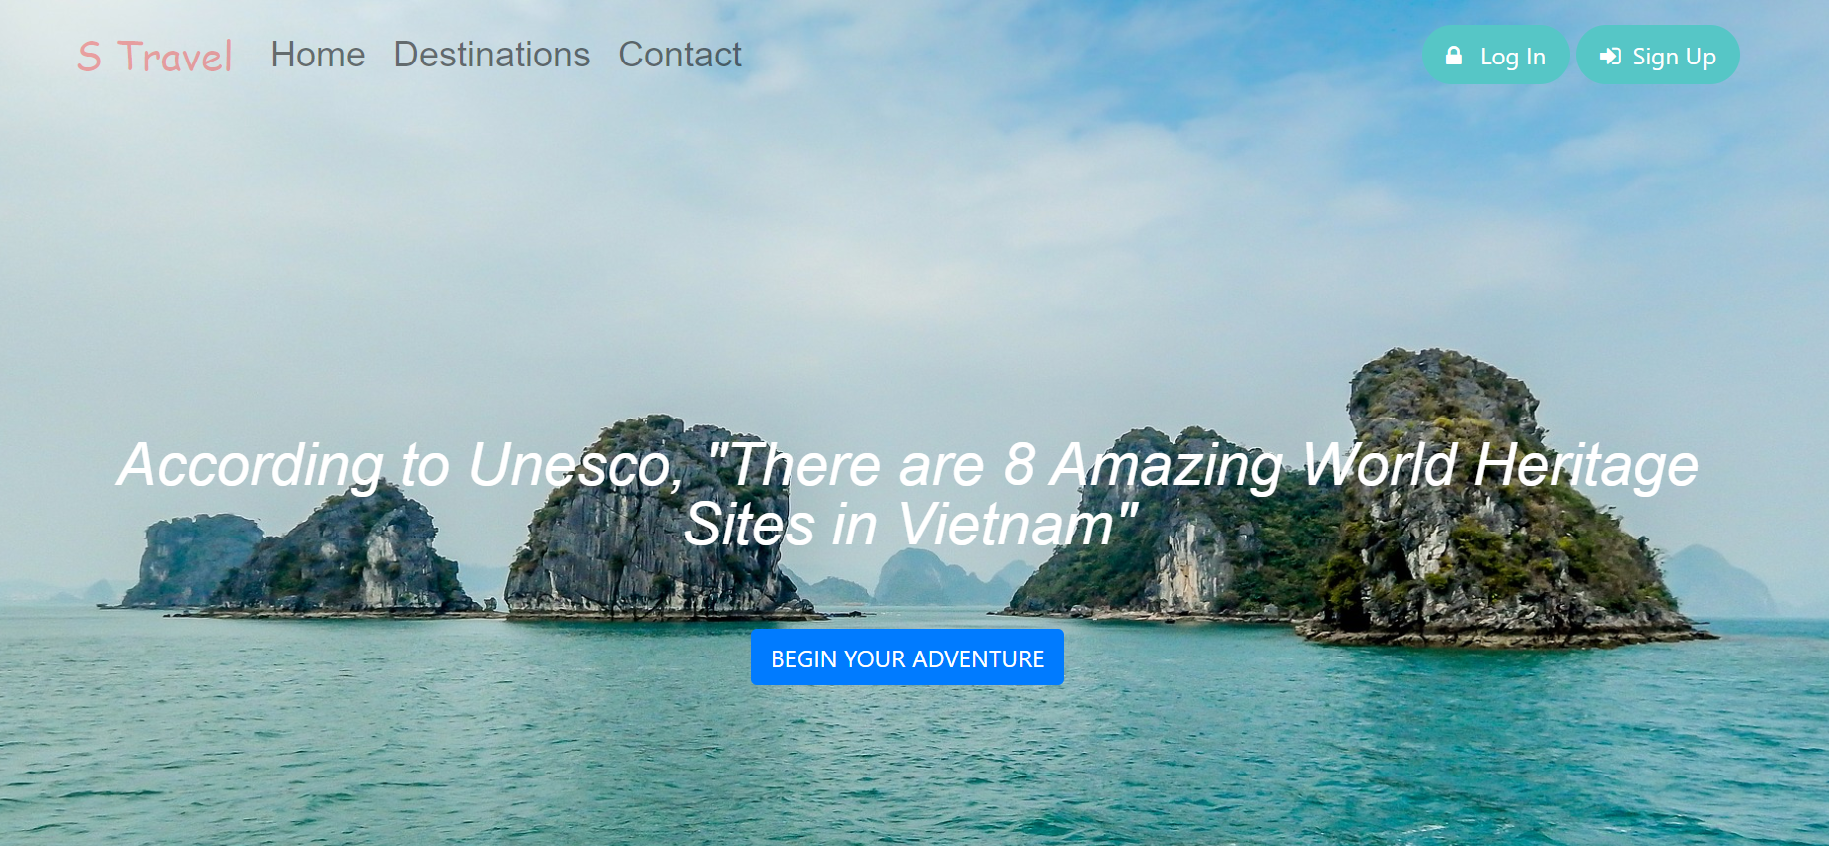 S Travel Home Destinations Contact Log In Sign Up
According to Unesco, "There are 8 Amazing World Heritage
Sites in Vietnam"
BEGIN YOUR ADVENTURE